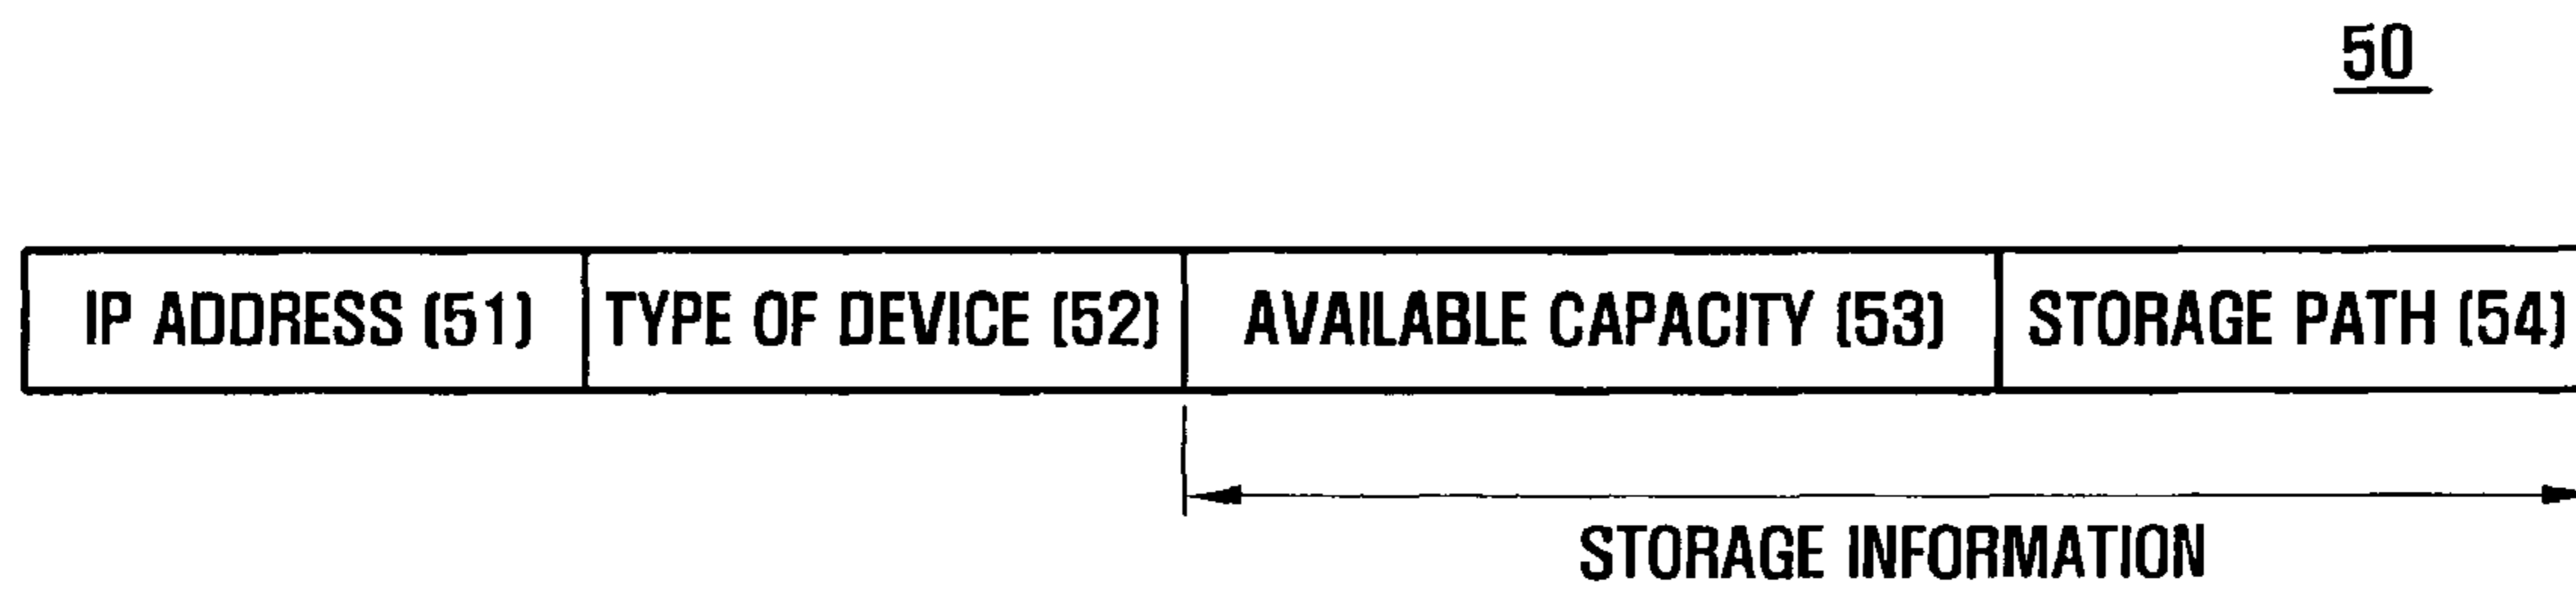 50
IP ADDRESS (51) TYPE OF DEVICE (52) AVAILABLE CAPACITY (53) STORAGE PATH (54)
STORAGE INFORMATION